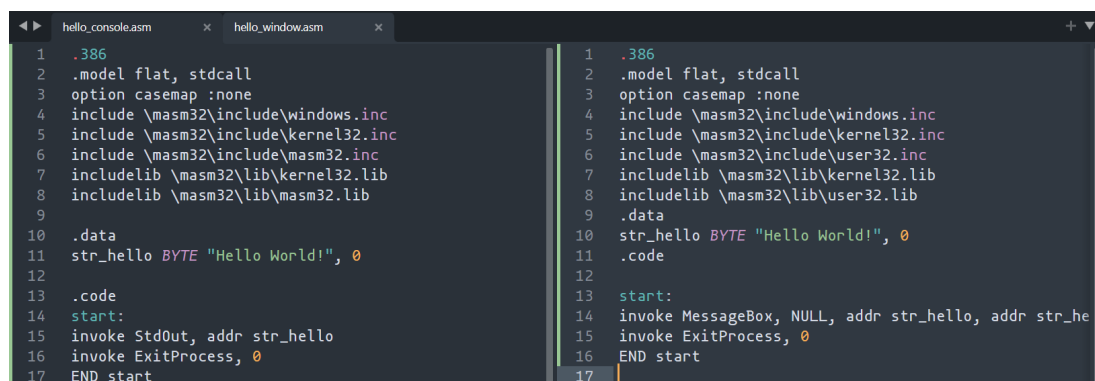 hello_console.asm × hello_window.asm × + ▼
1 .386
2 .model flat, stdcall
3 option casemap :none
4 include \masm32\include\windows.inc
5 include \masm32\include\kernel32.inc
6 include \masm32\include\masm32.inc
7 includelib \masm32\lib\kernel32.lib
8 includelib \masm32\lib\masm32.lib
9
10 .data
11 str_hello BYTE "Hello World!", 0
12
13 .code
14 start:
15 invoke StdOut, addr str_hello
16 invoke ExitProcess, 0
17 END start
1 .386
2 .model flat, stdcall
3 option casemap :none
4 include \masm32\include\windows.inc
5 include \masm32\include\kernel32.inc
6 include \masm32\include\user32.inc
7 includelib \masm32\lib\kernel32.lib
8 includelib \masm32\lib\user32.lib
9 .data
10 str_hello BYTE "Hello World!", 0
11 .code
12
13 start:
14 invoke MessageBox, NULL, addr str_hello, addr str_he
15 invoke ExitProcess, 0
16 END start
17